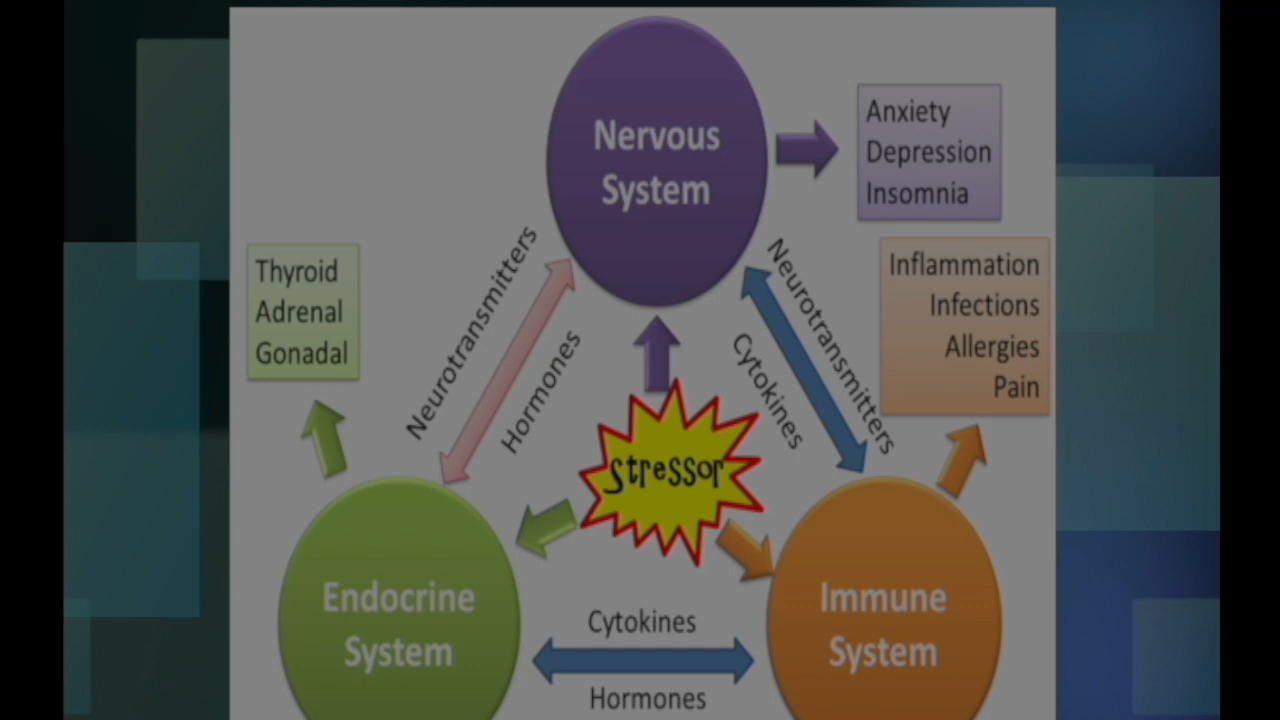 Nervous
System
Anxiety
Depression
Insomnia
Thyroid
Adrenal
Gonadal
Neurotransmitters
Hormones
Neurotransmitters
Cytokines
Inflammation
Infections
Allergies
Pain
Stressor
Endocrine
System
Cytokines
Hormones
Immune
System